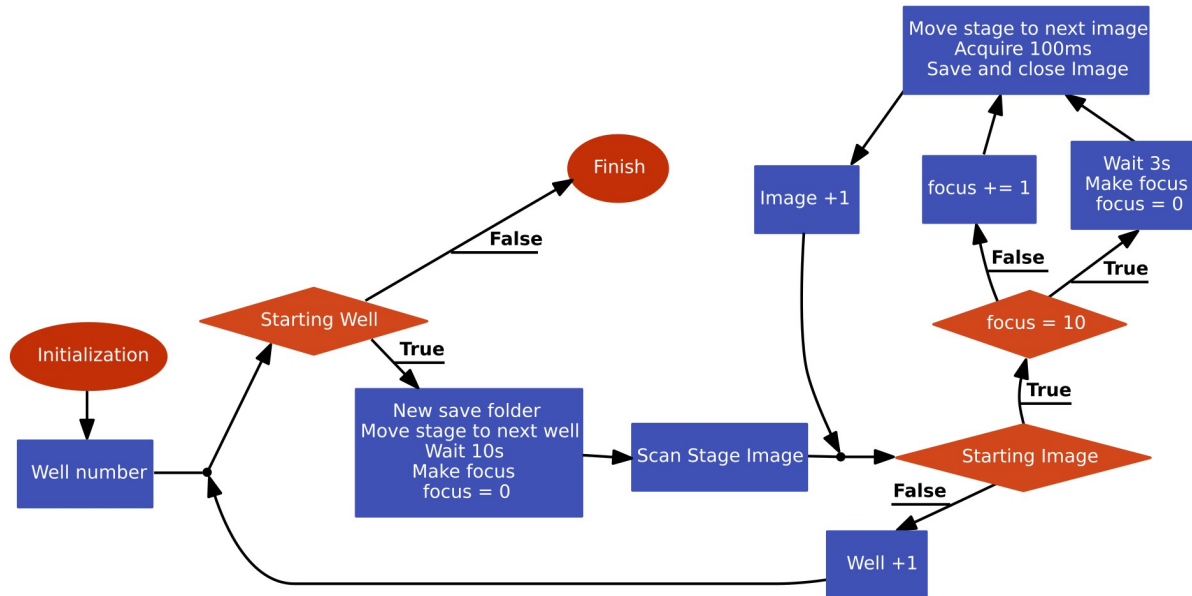 Move stage to next image
Acquire 100ms
Save and close Image
Finish
Image +1
focus += 1
Wait 3s
Make focus
focus = 0
False
False
True
Starting Well
focus = 10
Initialization
True
True
New save folder
Move stage to next well
Wait 10s
Make focus
focus = 0
Well number
Scan Stage Image
Starting Image
False
Well +1